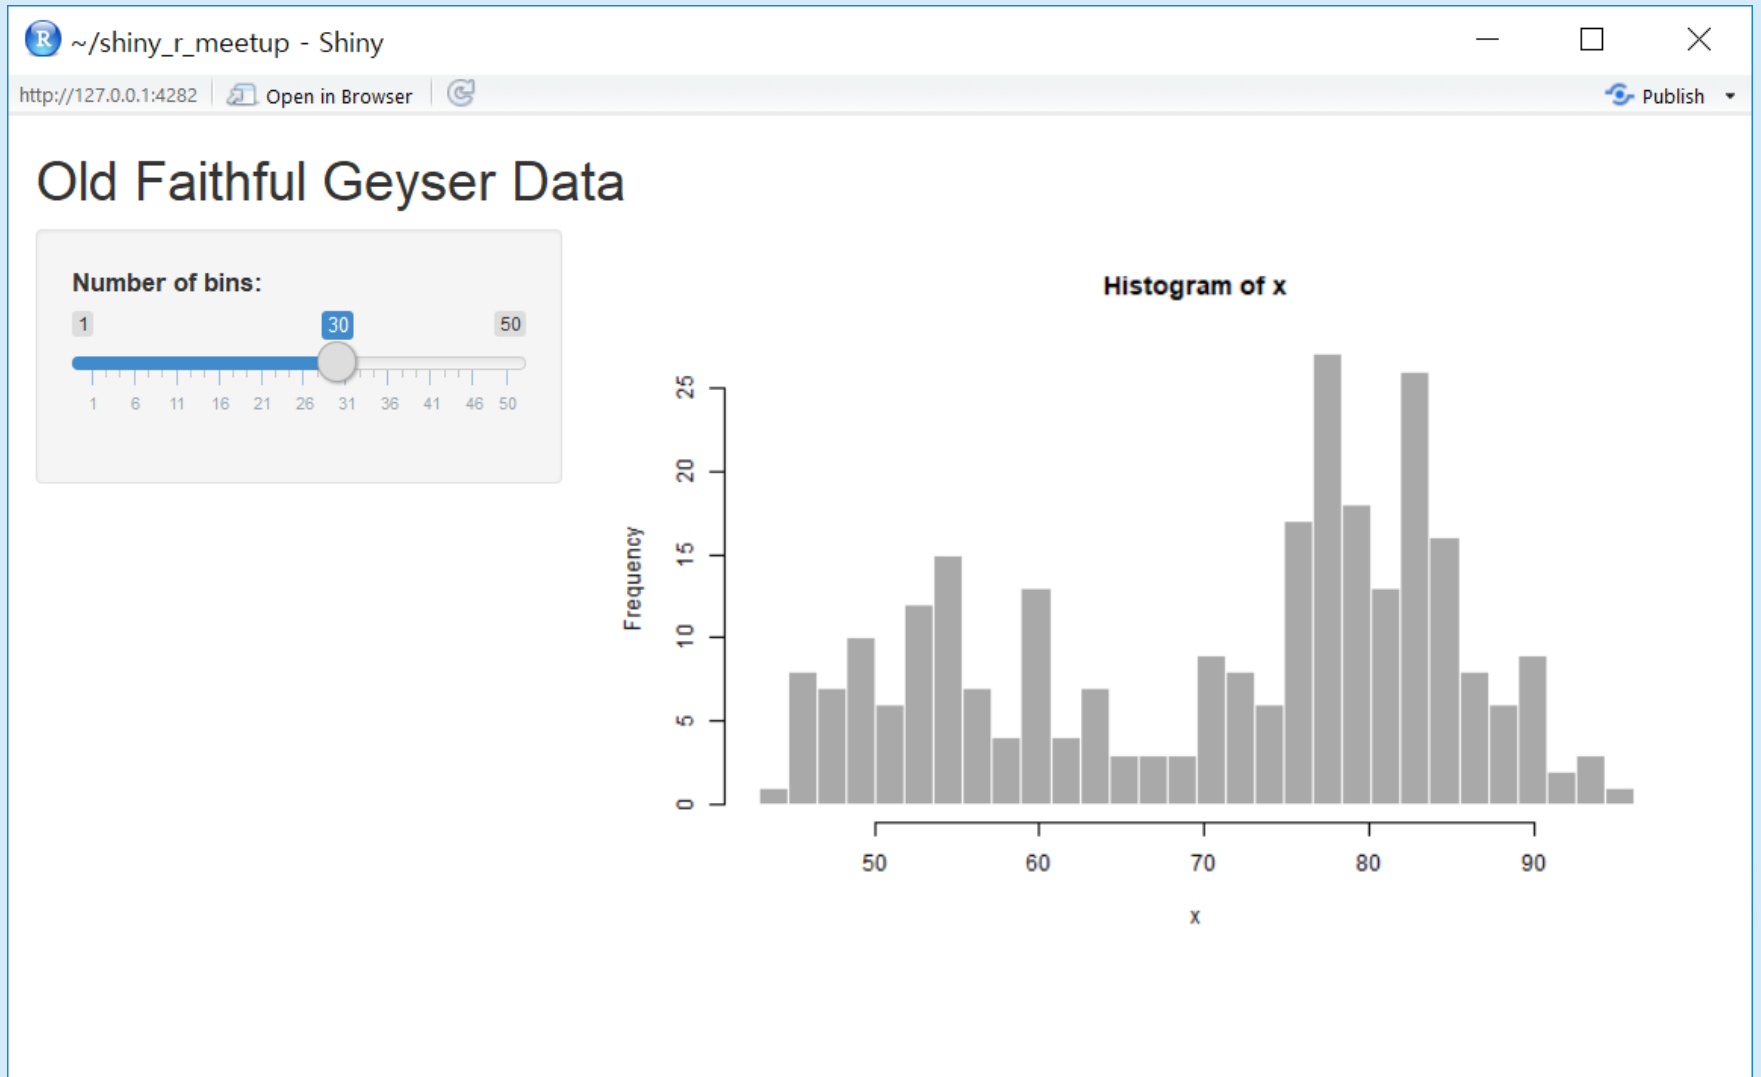 ~/shiny_r_meetup - Shiny
http://127.0.0.1:4282 Open in Browser Publish
Old Faithful Geyser Data
Number of bins:
1 30 50
1 6 11 16 21 26 31 36 41 46 50
Histogram of x
Frequency
25
20
15
10
5
0
50 60 70 80 90
x